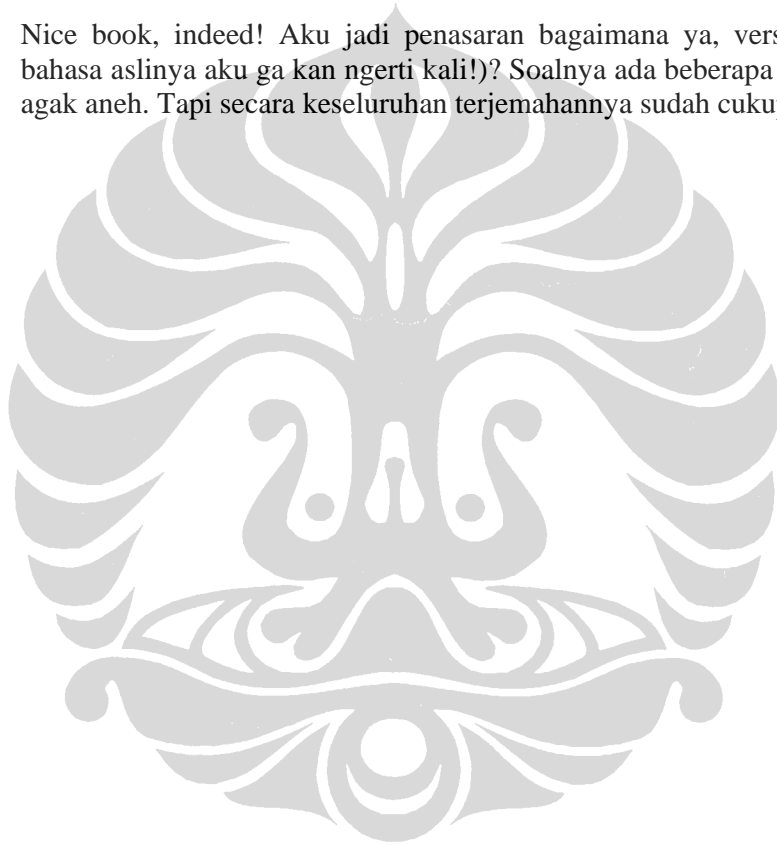 Nice book, indeed! Aku jadi penasaran bagaimana ya, vers
bahasa aslinya aku ga kan ngerti kali!)? Soalnya ada beberapa
agak aneh. Tapi secara keseluruhan terjemahannya sudah cukup